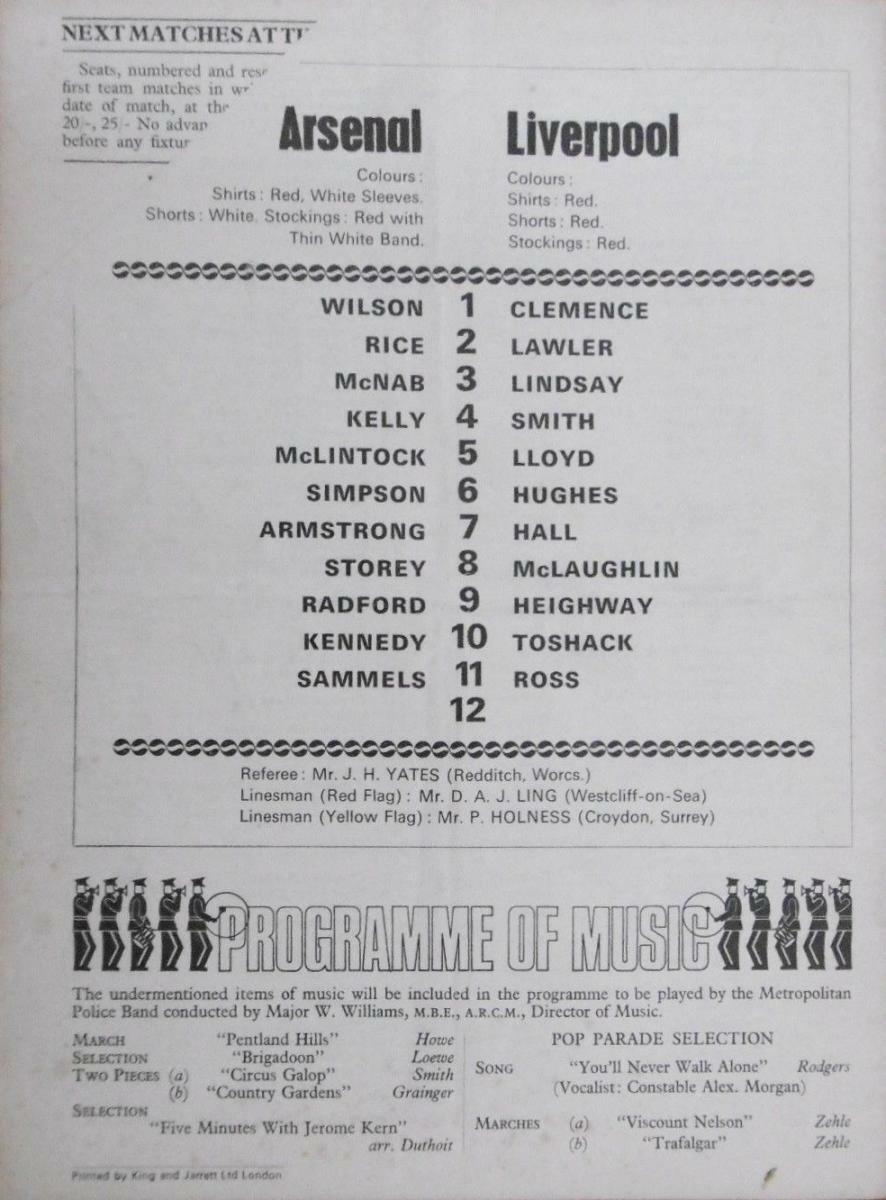 NEXT MATCHES AT
Seats, numbered and
first team matches in
date of match, at the
20/-, 25/- No
before any
Arsenal
Colours:
Shirts: Red, White Sleeves.
Shorts: White. Stockings: Red with
Thin White Band.
Liverpool
Colours:
Shirts: Red.
Shorts: Red.
Stockings: Red.
WILSON 1 CLEMENCE
RICE 2 LAWLER
McNAB 3 LINDSAY
KELLY 4 SMITH
McLINTOCK 5 LLOYD
SIMPSON 6 HUGHES
ARMSTRONG 7 HALL
STOREY 8 McLAUGHLIN
RADFORD 9 HEIGHWAY
KENNEDY 10 TOSHACK
SAMMELS 11 ROSS
12
Referee: Mr. J. H. YATES (Redditch, Worcs.)
Linesman (Red Flag): Mr. D. A. J. LING (Westcliff-on-Sea)
Linesman (Yellow Flag): Mr. P. HOLNESS (Croydon, Surrey)
PROGRAMME OF MUSIC
The undermentioned items of music will be included in the programme to be played by the Metropolitan
Police Band conducted by Major W. Williams, M.B.E., A.R.C.M., Director of Music.
MARCH "Pentland Hills" Howe
SELECTION "Brigadoon" Loewe
TWO PIECES (a) "Circus Galop" Smith
(b) "Country Gardens" Grainger
SELECTION
"Five Minutes With Jerome Kern"
arr. Duthoit
POP PARADE SELECTION
SONG "You'll Never Walk Alone" Rodgers
(Vocalist: Constable Alex. Morgan)
MARCHES (a) "Viscount Nelson" Zehle
(b) "Trafalgar" Zehle
Printed by King and Jarrett Ltd London